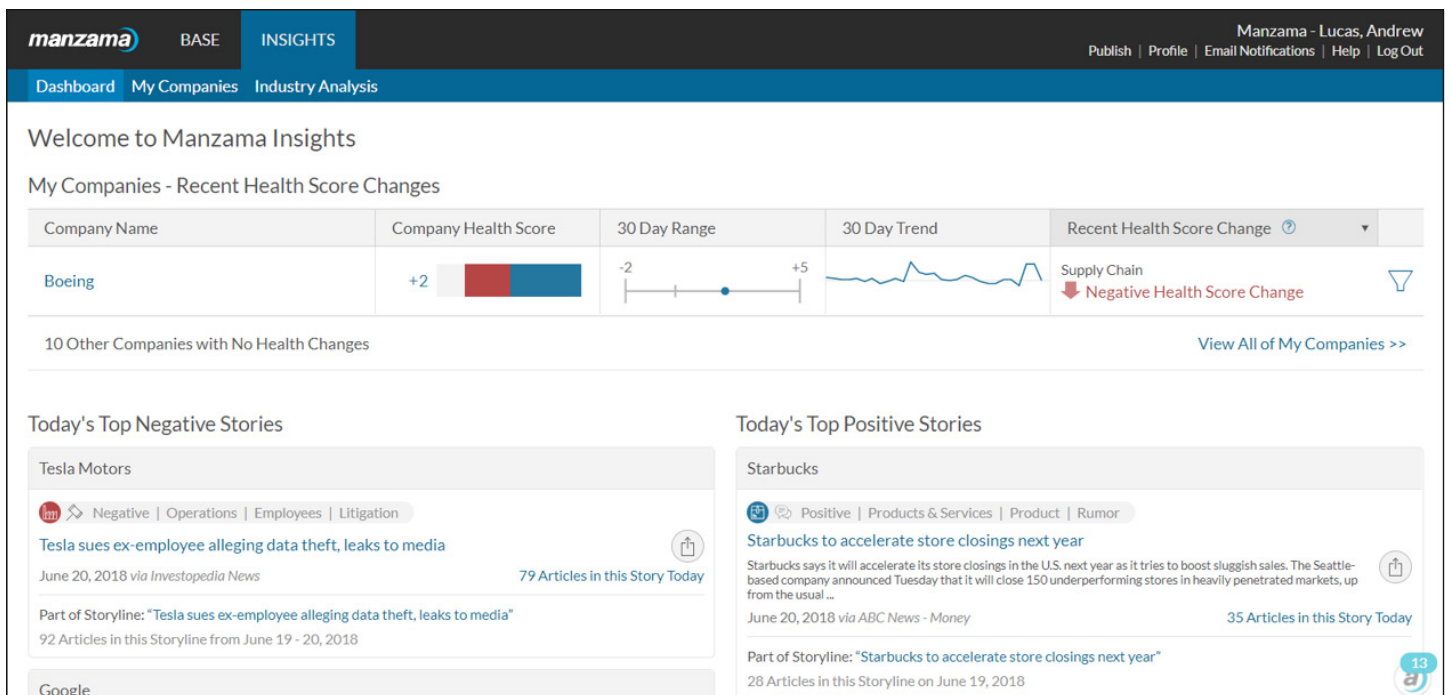 manzama
BASE
INSIGHTS
Manzama - Lucas, Andrew
Publish | Profile | Email Notifications | Help | Log Out
Dashboard My Companies Industry Analysis
Welcome to Manzama Insights
My Companies - Recent Health Score Changes
Company Name Company Health Score 30 Day Range 30 Day Trend Recent Health Score Change ?
Boeing +2 -2 +5 Supply Chain
Negative Health Score Change
10 Other Companies with No Health Changes View All of My Companies >>
Today's Top Negative Stories
Tesla Motors
Negative | Operations | Employees | Litigation
Tesla sues ex-employee alleging data theft, leaks to media
June 20, 2018 via Investopedia News 79 Articles in this Story Today
Part of Storyline: “Tesla sues ex-employee alleging data theft, leaks to media”
92 Articles in this Storyline from June 19 - 20, 2018
Google
Today's Top Positive Stories
Starbucks
Positive | Products & Services | Product | Rumor
Starbucks to accelerate store closings next year
Starbucks says it will accelerate its store closings in the U.S. next year as it tries to boost sluggish sales. The Seattle-
based company announced Tuesday that it will close 150 underperforming stores in heavily penetrated markets, up
from the usual ...
June 20, 2018 via ABC News - Money 35 Articles in this Story Today
Part of Storyline: “Starbucks to accelerate store closings next year”
28 Articles in this Storyline on June 19, 2018
13
a